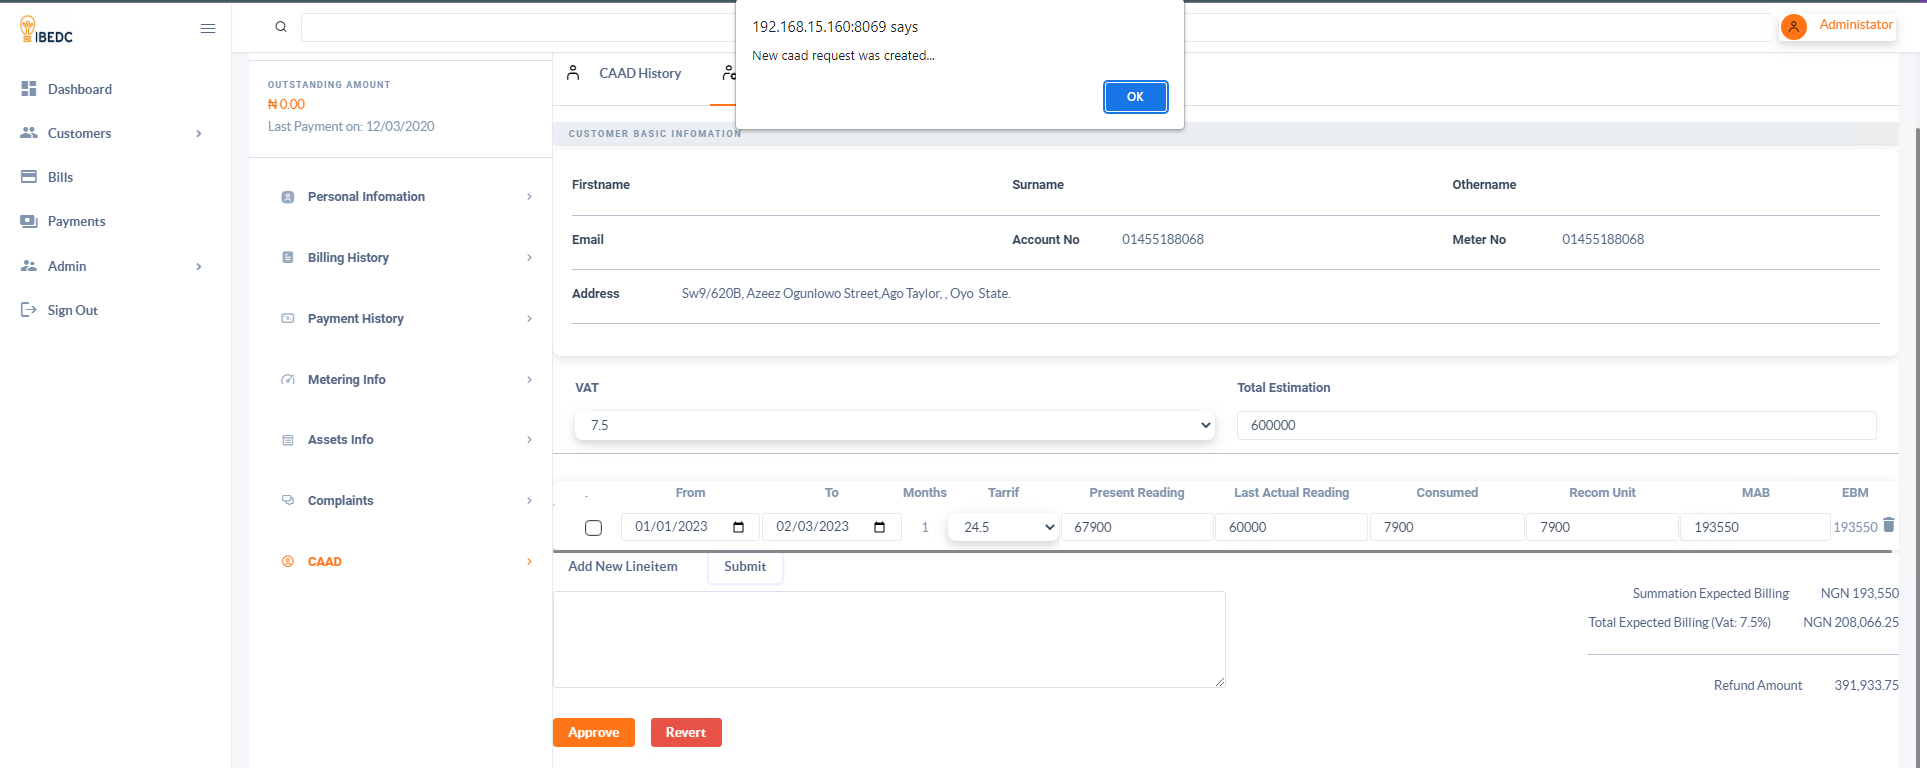 192.168.15.160:8069 says
New caad request was created...
OK
IBEDC
Administator
Dashboard
Customers
Bills
Payments
Admin
Sign Out
OUTSTANDING AMOUNT
₦ 0.00
Last Payment on: 12/03/2020
Personal Infomation
Billing History
Payment History
Metering Info
Assets Info
Complaints
CAAD
CAAD History
CUSTOMER BASIC INFOMATION
Firstname Surname Othername
Email Account No 01455188068 Meter No 01455188068
Address Sw9/620B, Azeez Ogunlowo Street,Ago Taylor, , Oyo State.
VAT Total Estimation
7.5 600000
- From To Months Tarrif Present Reading Last Actual Reading Consumed Recom Unit MAB EBM
01/01/2023 02/03/2023 1 24.5 67900 60000 7900 7900 193550 193550
Add New Lineitem Submit
Summation Expected Billing NGN 193,550
Total Expected Billing (Vat: 7.5%) NGN 208,066.25
Refund Amount 391,933.75
Approve Revert